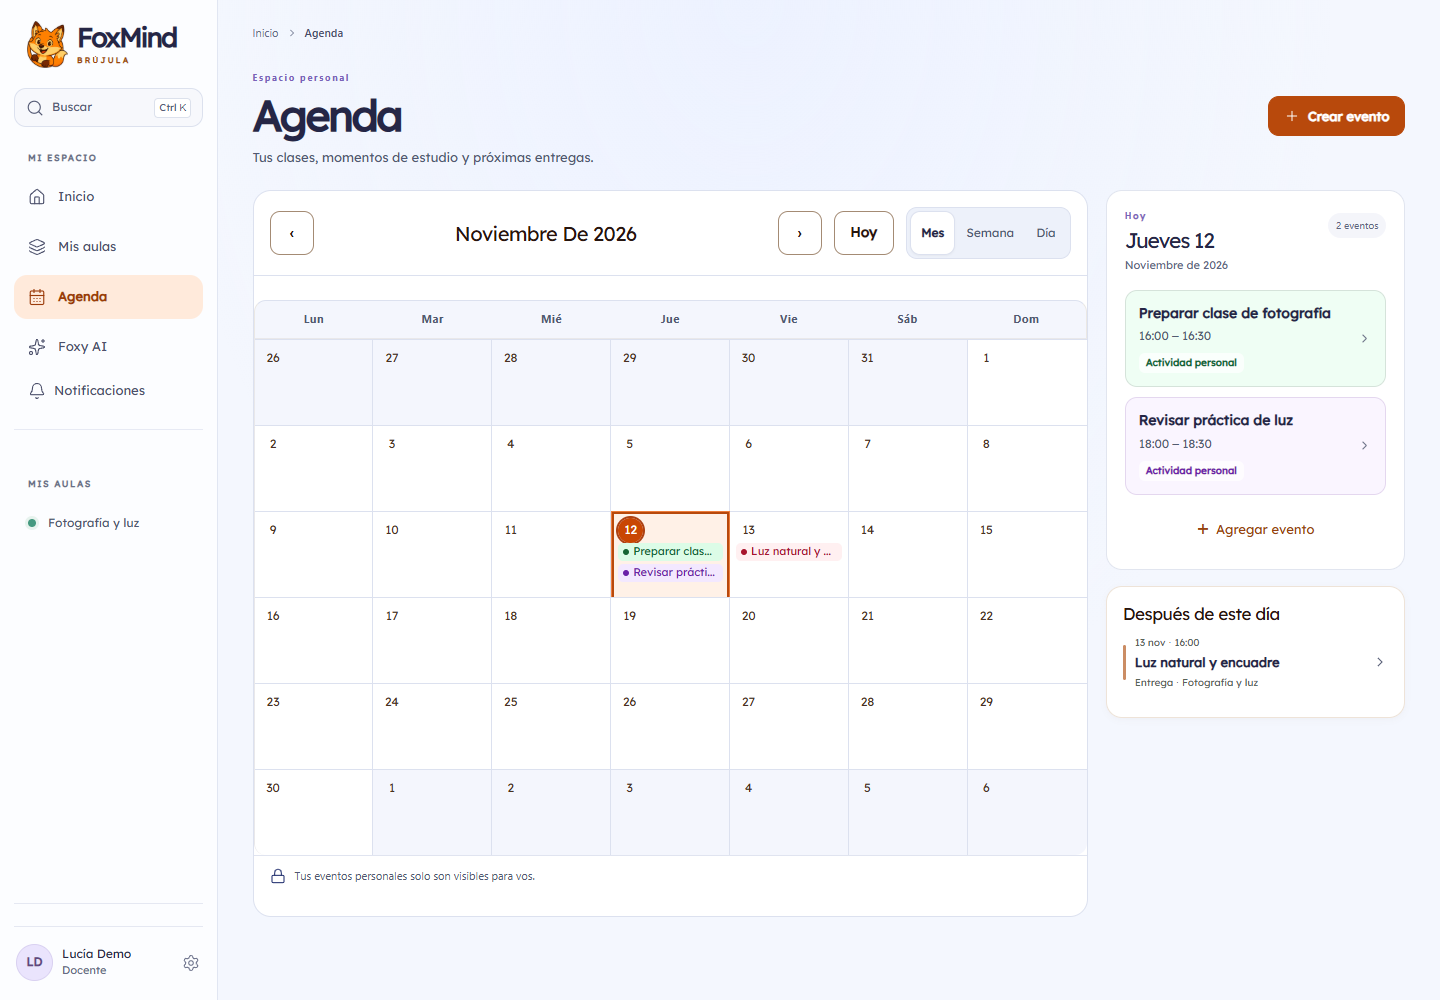 FoxMind
BRÚJULA
Buscar
Ctrl K
MI ESPACIO
Inicio
Mis aulas
Agenda
Foxy AI
Notificaciones
MIS AULAS
Fotografía y luz
LD
Lucía Demo
Docente
Inicio > Agenda
Espacio personal
Agenda
Tus clases, momentos de estudio y próximas entregas.
+ Crear evento
‹
Noviembre De 2026
›
Hoy
Mes Semana Día
Lun Mar Mié Jue Vie Sáb Dom
26 27 28 29 30 31 1
2 3 4 5 6 7 8
9 10 11 12 13 14 15
Preparar clas... Luz natural y ...
Revisar prácti...
16 17 18 19 20 21 22
23 24 25 26 27 28 29
30 1 2 3 4 5 6
Tus eventos personales solo son visibles para vos.
Hoy
2 eventos
Jueves 12
Noviembre de 2026
Preparar clase de fotografía
16:00 – 16:30
Actividad personal
Revisar práctica de luz
18:00 – 18:30
Actividad personal
+ Agregar evento
Después de este día
13 nov · 16:00
Luz natural y encuadre
Entrega · Fotografía y luz